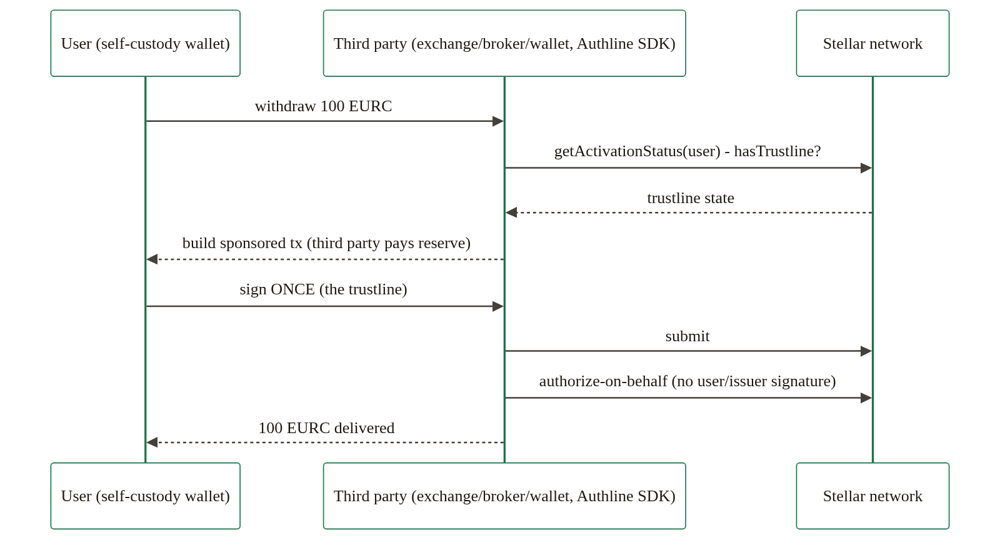 User (self-custody wallet)
Third party (exchange/broker/wallet, Authline SDK)
Stellar network
withdraw 100 EURC
getActivationStatus(user) - hasTrustline?
trustline state
build sponsored tx (third party pays reserve)
sign ONCE (the trustline)
submit
authorize-on-behalf (no user/issuer signature)
100 EURC delivered
User (self-custody wallet)
Third party (exchange/broker/wallet, Authline SDK)
Stellar network